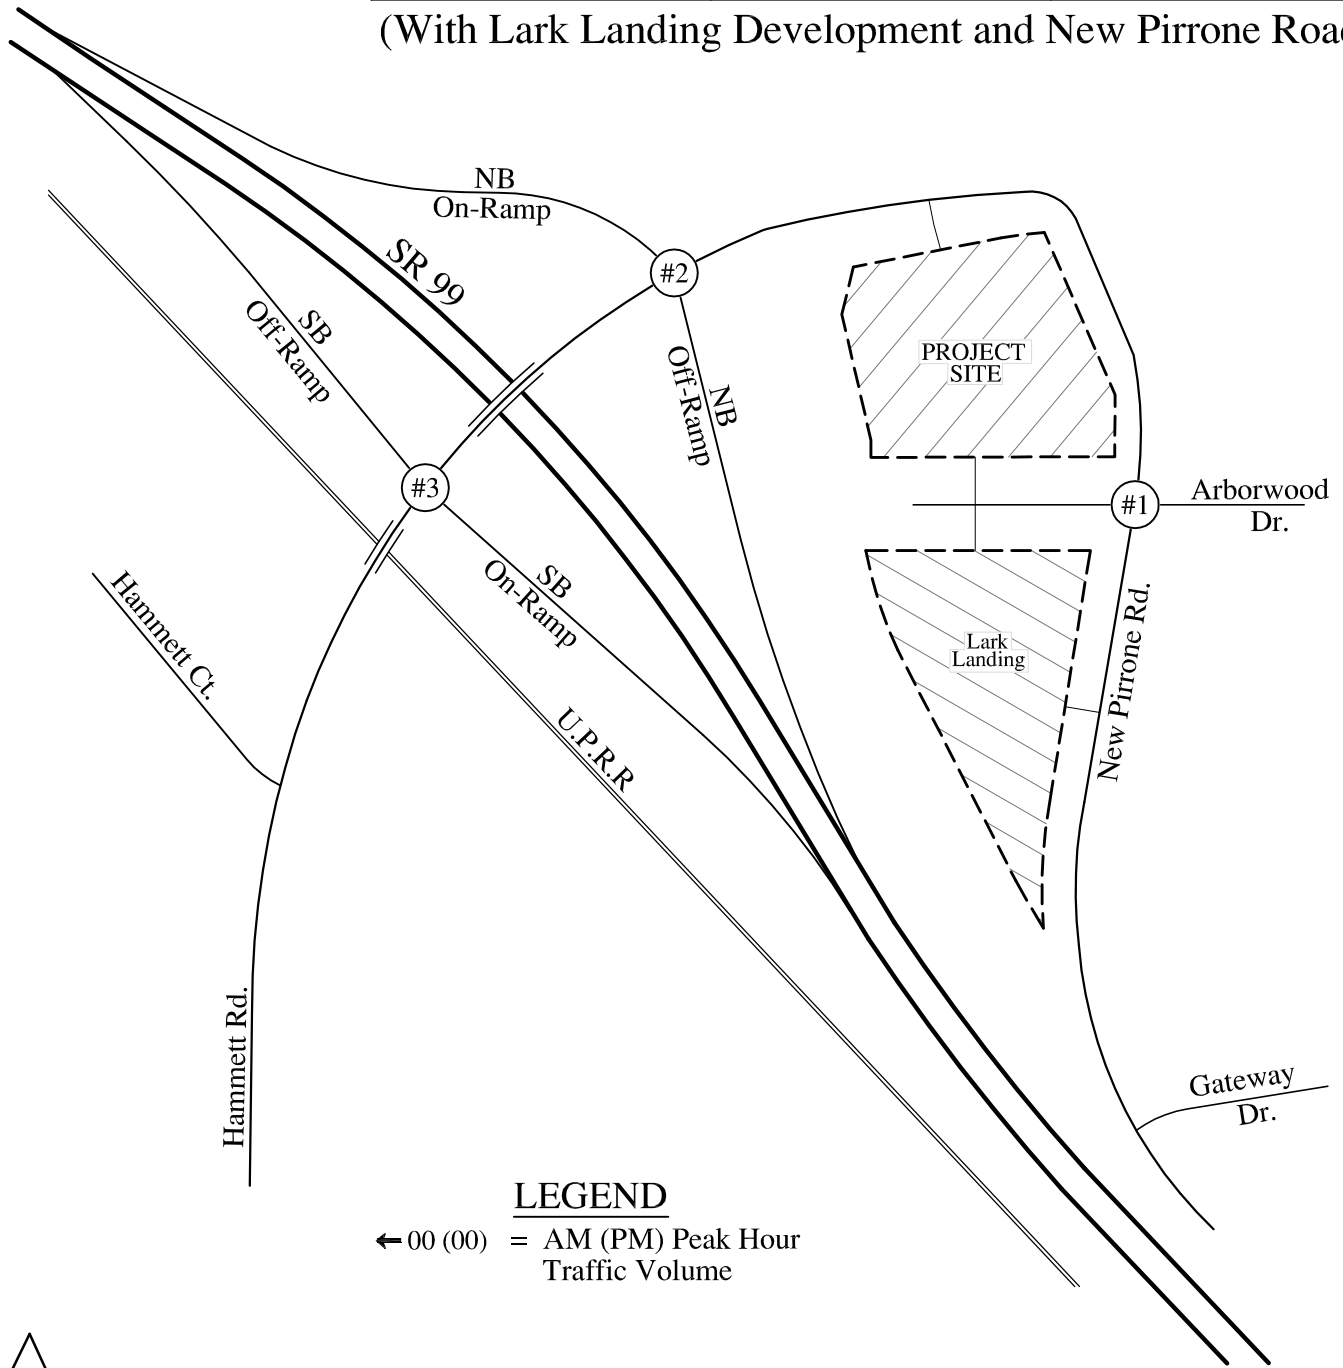 (With Lark Landing Development and New Pirrone Roa
NB
On-Ramp
SR 99
#2
SB
Off-Ramp
PROJECT
SITE
NB
Off-Ramp
#3
#1
Arborwood
Dr.
SB
On-Ramp
Hammett Ct.
New Pirrone Rd.
Lark
Landing
U.P.R.R
Hammett Rd.
Gateway
Dr.
LEGEND
00 (00) = AM (PM) Peak Hour
Traffic Volume